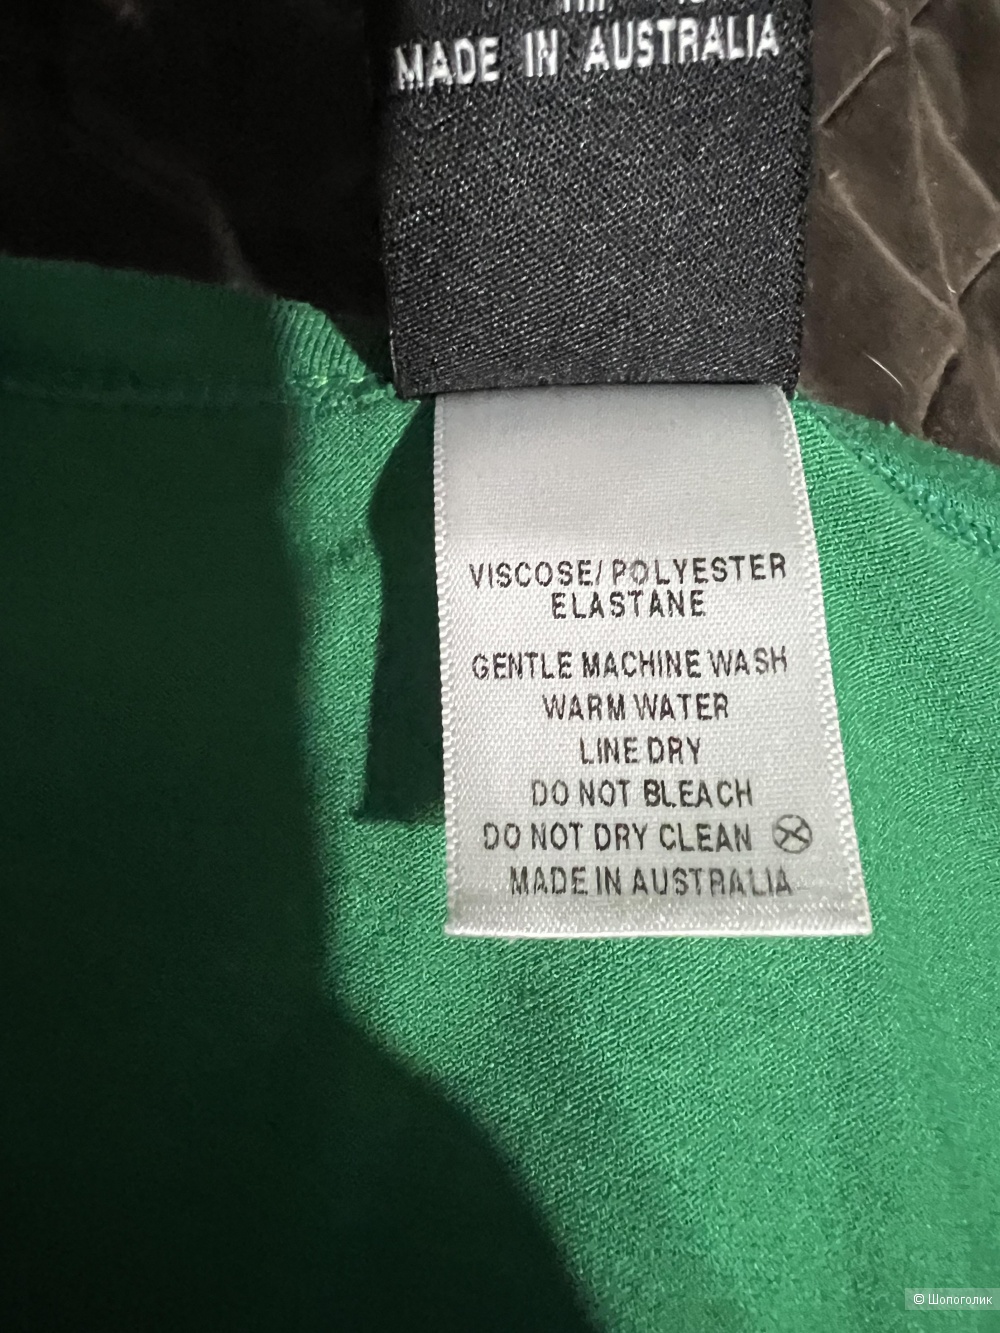 MADE IN AUSTRALIA
VISCOSE/POLYESTER
ELASTANE
GENTLE MACHINE WASH
WARM WATER
LINE DRY
DO NOT BLEACH
DO NOT DRY CLEAN
MADE IN AUSTRALIA
© Шопоголик